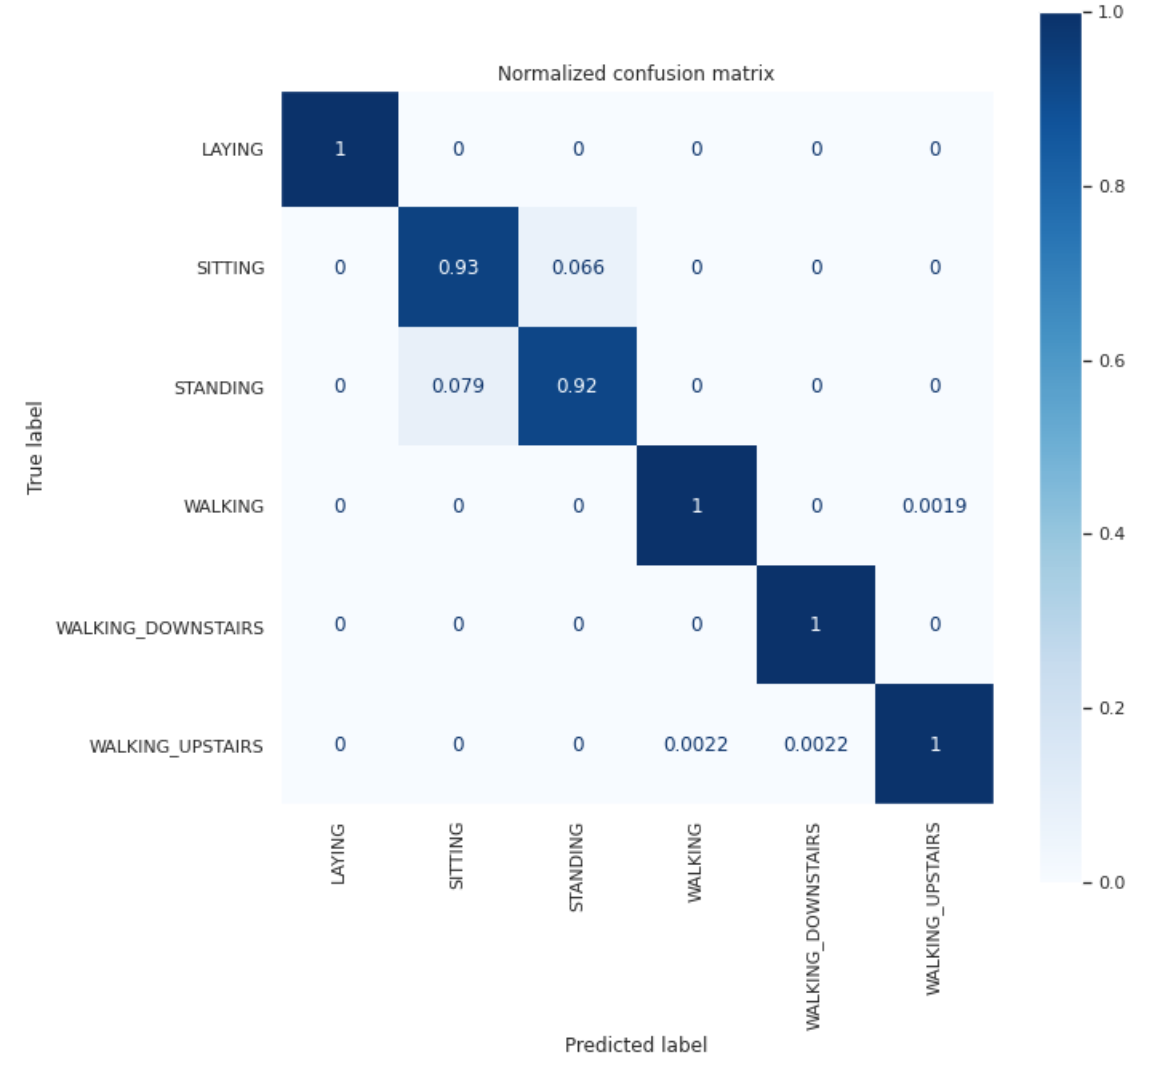 1.0
Normalized confusion matrix
LAYING 1 0 0 0 0 0
0.8
SITTING 0 0.93 0.066 0 0 0
0.6
STANDING 0 0.079 0.92 0 0 0
True label
WALKING 0 0 0 1 0 0.0019
0.4
WALKING_DOWNSTAIRS 0 0 0 0 1 0
0.2
WALKING_UPSTAIRS 0 0 0 0.0022 0.0022 1
0.0
LAYING
SITTING
STANDING
WALKING
WALKING_DOWNSTAIRS
WALKING_UPSTAIRS
Predicted label